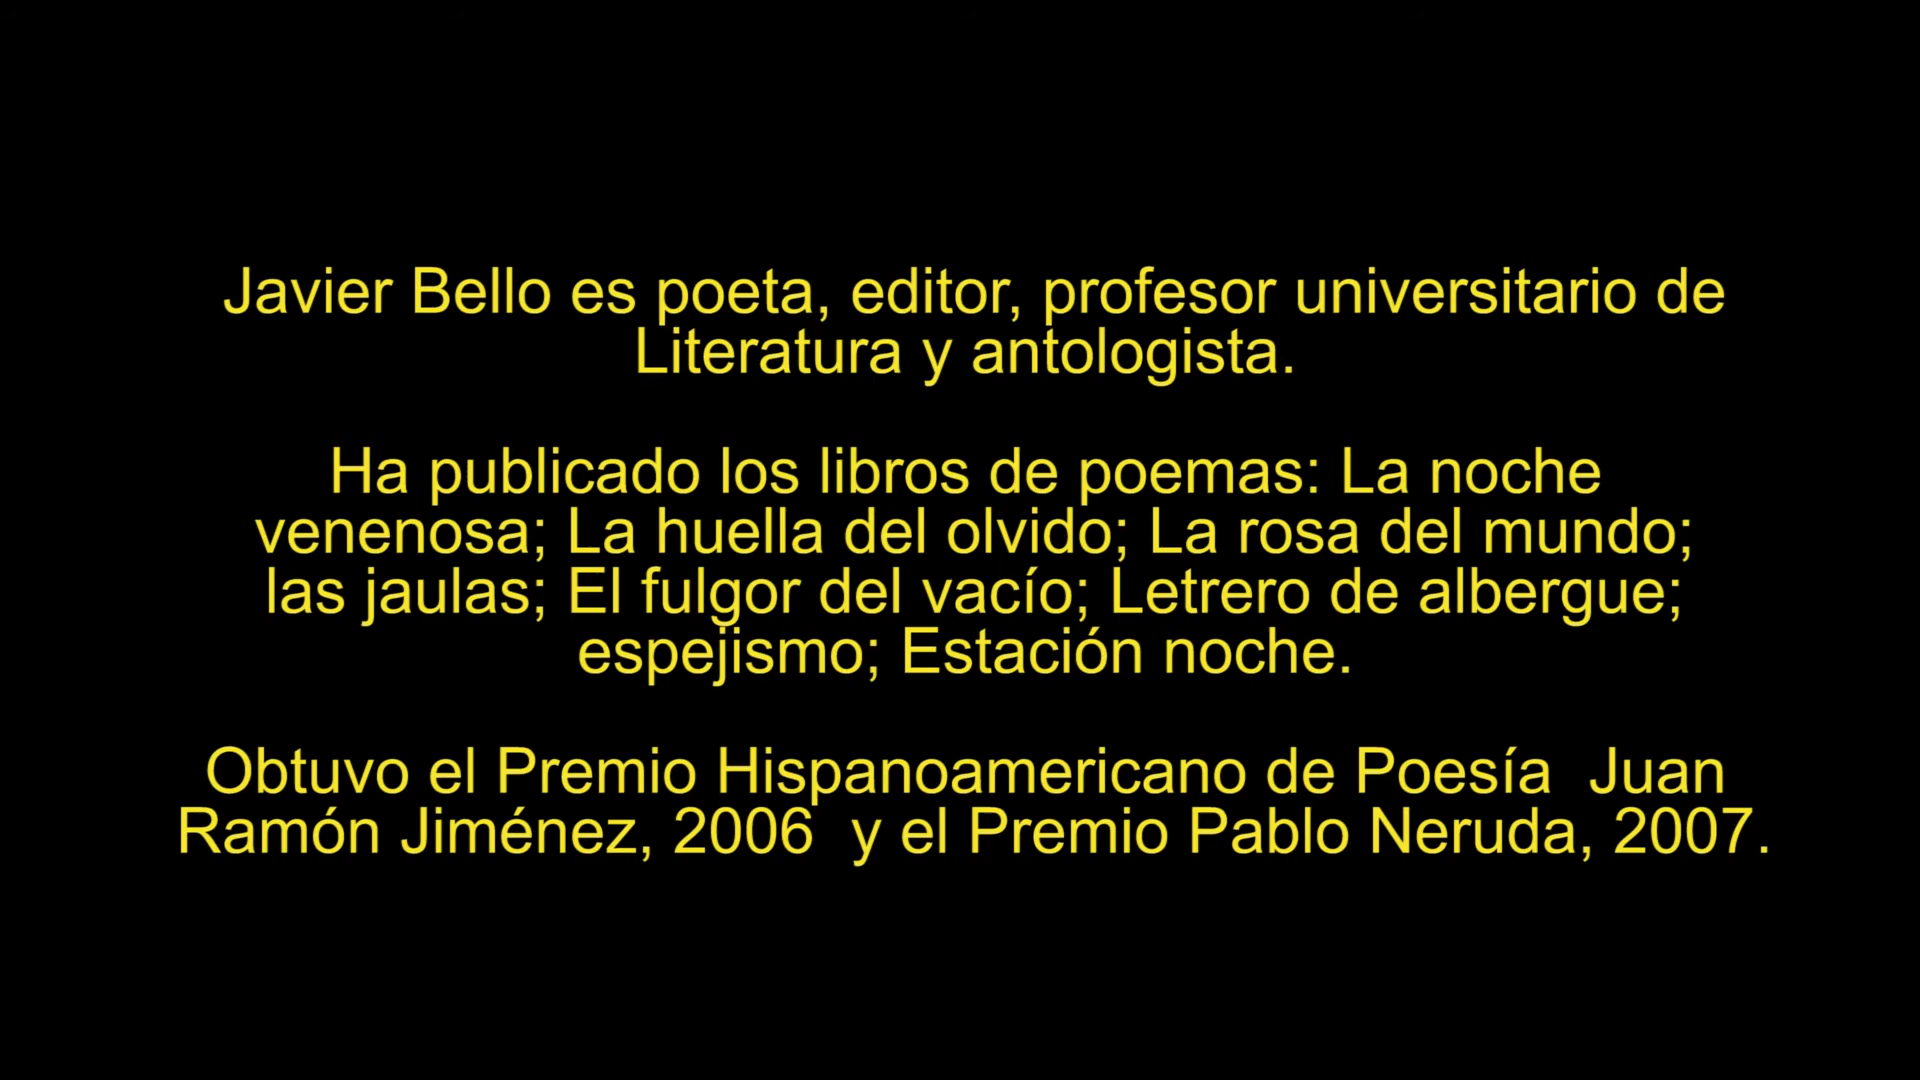 Javier Bello es poeta, editor, profesor universitario de
Literatura y antologista.
Ha publicado los libros de poemas: La noche
venenosa; La huella del olvido; La rosa del mundo;
las jaulas; El fulgor del vacío; Letrero de albergue;
espejismo; Estación noche.
Obtuvo el Premio Hispanoamericano de Poesía  Juan
Ramón Jiménez, 2006  y el Premio Pablo Neruda, 2007.